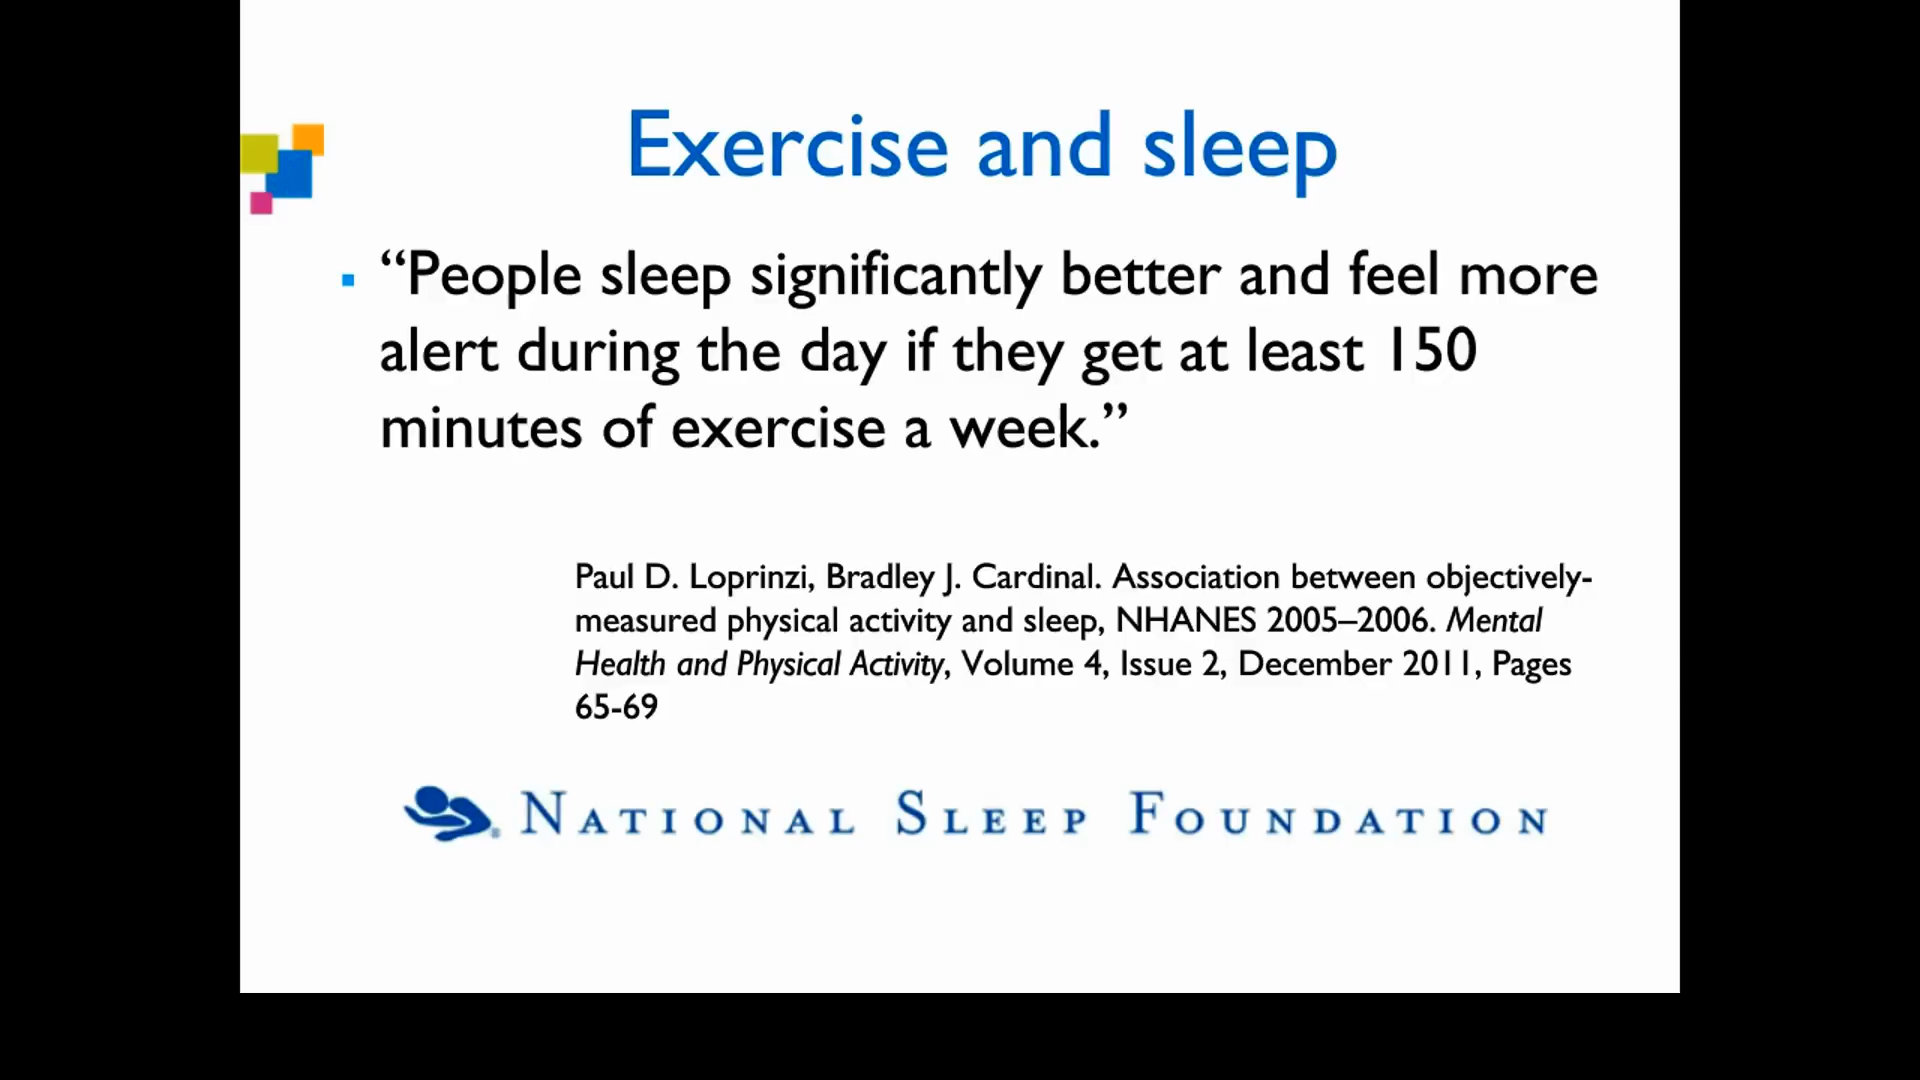 Exercise and sleep
▪ “People sleep significantly better and feel more
alert during the day if they get at least 150
minutes of exercise a week.”
Paul D. Loprinzi, Bradley J. Cardinal. Association between objectively-
measured physical activity and sleep, NHANES 2005–2006. Mental
Health and Physical Activity, Volume 4, Issue 2, December 2011, Pages
65-69
® NATIONAL SLEEP FOUNDATION